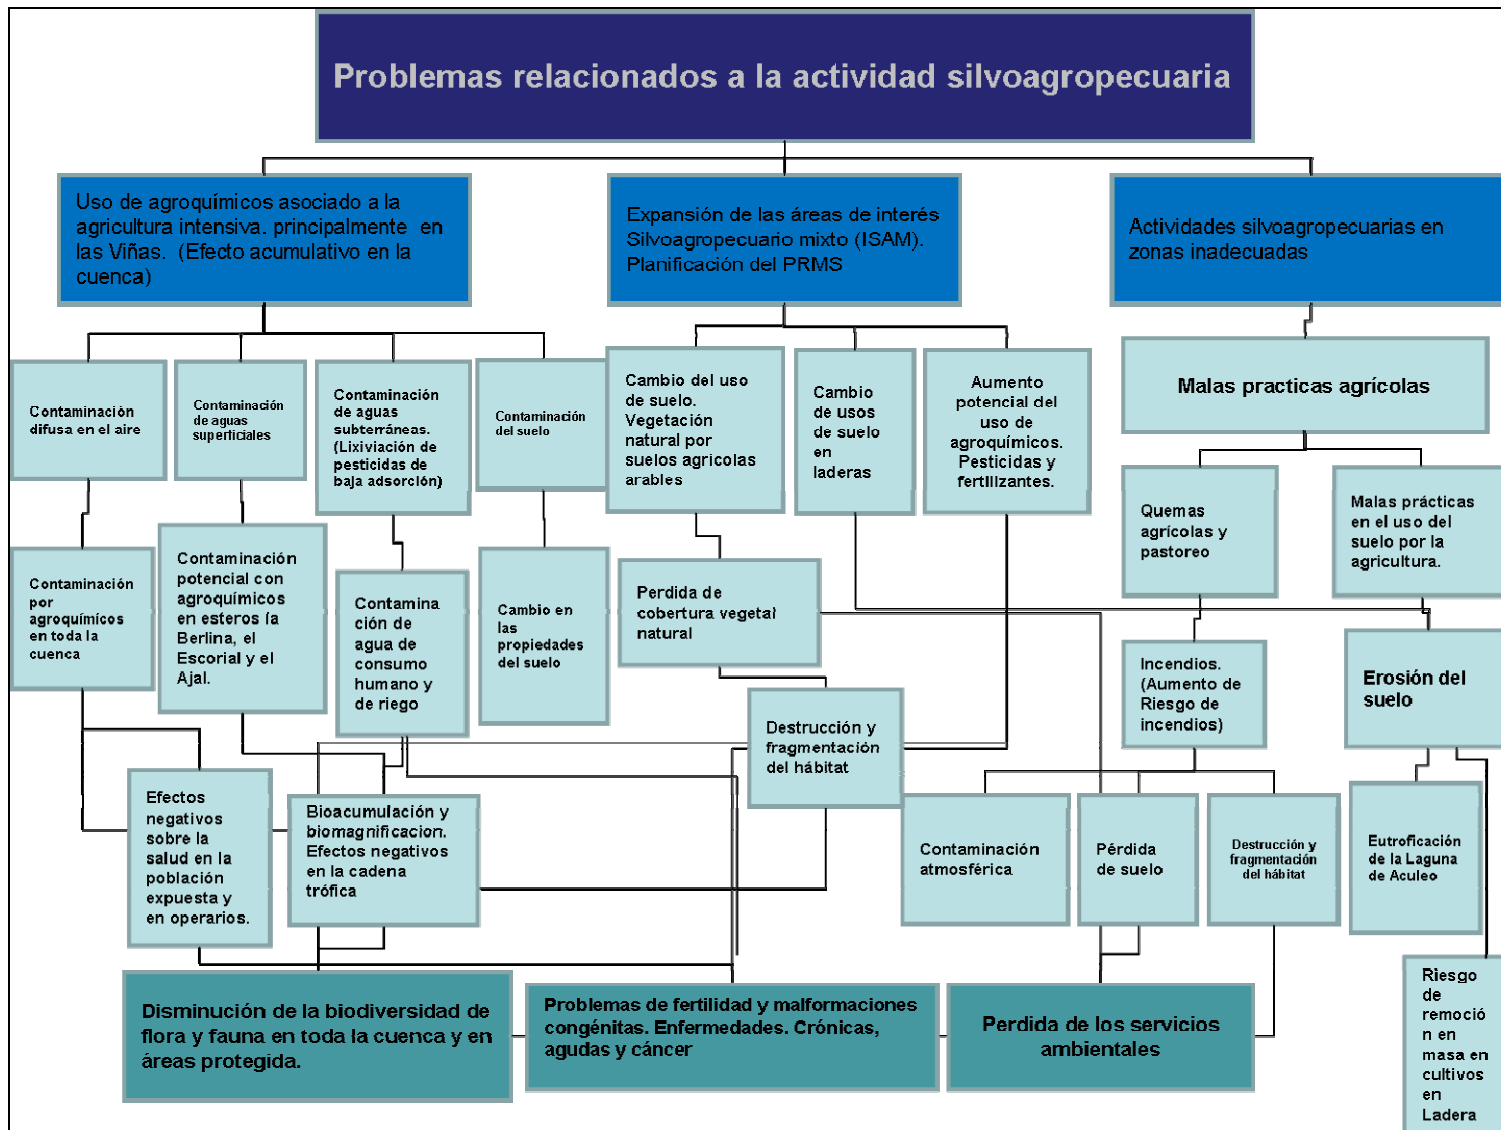 Problemas relacionados a la actividad silvoagropecuaria
Uso de agroquímicos asociado a la
agricultura intensiva. principalmente en
las Viñas. (Efecto acumulativo en la
cuenca)
Expansión de las áreas de interés
Silvoagropecuario mixto (ISAM).
Planificación del PRMS
Actividades silvoagropecuarias en
zonas inadecuadas
Contaminación
difusa en el aire
Contaminación
de aguas
superficiales
Contaminación
de aguas
subterráneas.
(Lixiviación de
pesticidas de
baja adsorción)
Contaminación
del suelo
Cambio del uso
de suelo.
Vegetación
natural por
suelos agrícolas
arables
Cambio
de usos
de suelo
en
laderas
Aumento
potencial del
uso de
agroquímicos.
Pesticidas y
fertilizantes.
Malas practicas agrícolas
Quemas
agrícolas y
pastoreo
Malas prácticas
en el uso del
suelo por la
agricultura.
Contaminación
por
agroquímicos
en toda la
cuenca
Contaminación
potencial con
agroquímicos
en esteros la
Berlina, el
Escorial y el
Ajal.
Contamina
ción de
agua de
consumo
humano y
de riego
Cambio en
las
propiedades
del suelo
Perdida de
cobertura vegetal
natural
Incendios.
(Aumento de
Riesgo de
incendios)
Erosión del
suelo
Destrucción y
fragmentación
del hábitat
Efectos
negativos
sobre la
salud en la
población
expuesta y
en operarios.
Bioacumulación y
biomagnificacion.
Efectos negativos
en la cadena
trófica
Contaminación
atmosférica
Pérdida
de suelo
Destrucción y
fragmentación
del hábitat
Eutroficación
de la Laguna
de Aculeo
Riesgo
de
remoció
n en
masa en
cultivos
en
Ladera
Disminución de la biodiversidad de
flora y fauna en toda la cuenca y en
áreas protegida.
Problemas de fertilidad y malformaciones
congénitas. Enfermedades. Crónicas,
agudas y cáncer
Perdida de los servicios
ambientales